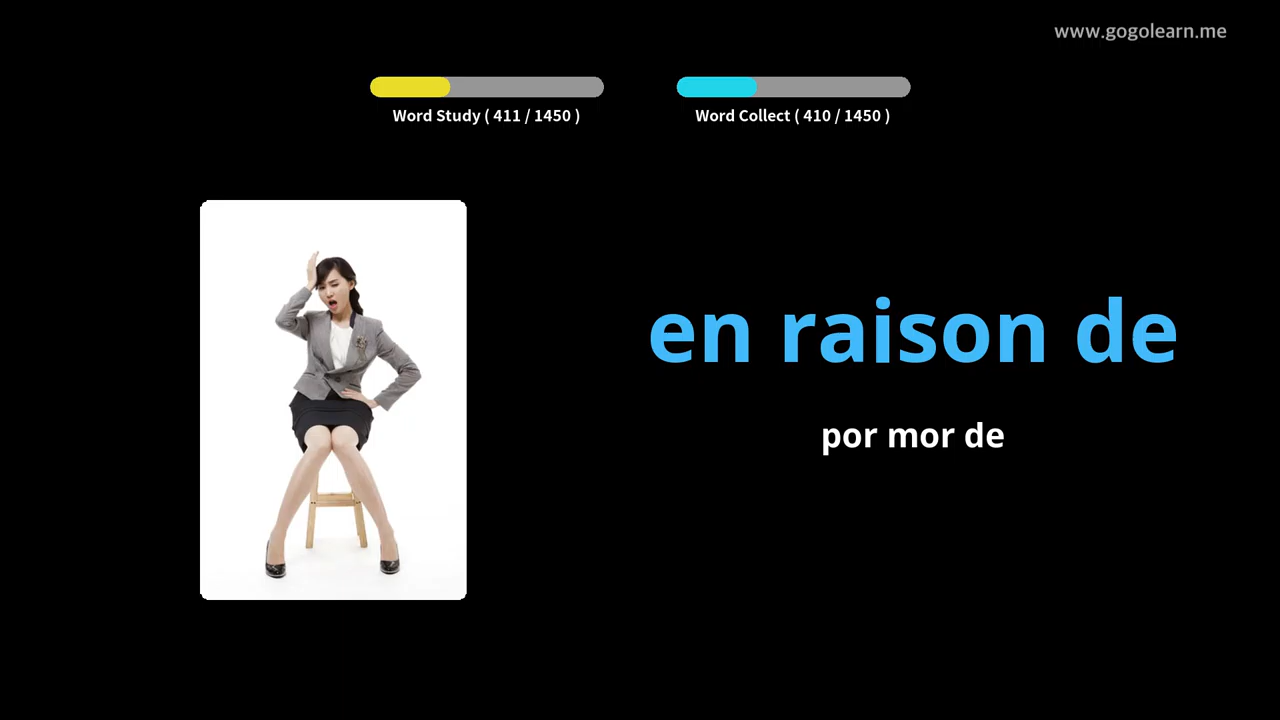 www.gogolearn.me
Word Study ( 411 / 1450 )
Word Collect ( 410 / 1450 )
en raison de
por mor de